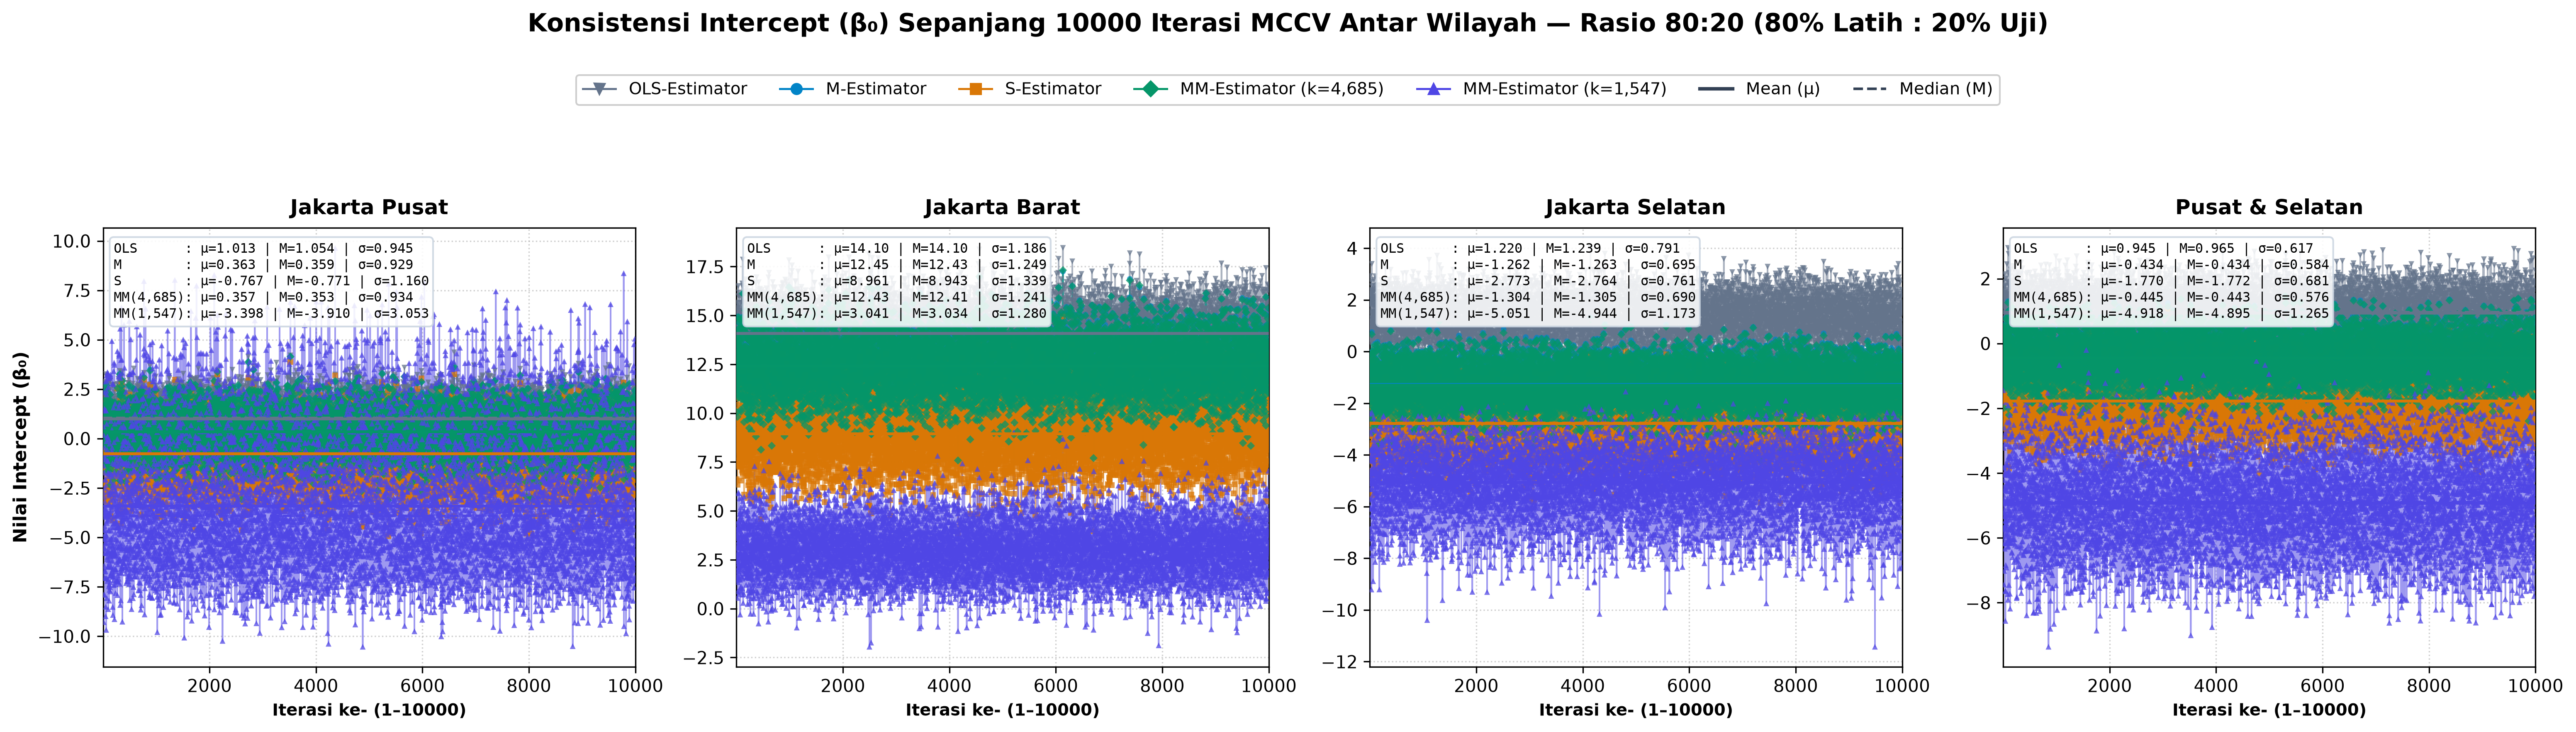 Konsistensi Intercept (β₀) Sepanjang 10000 Iterasi MCCV Antar Wilayah — Rasio 80:20 (80% Latih : 20% Uji)
OLS-Estimator M-Estimator S-Estimator MM-Estimator (k=4,685) MM-Estimator (k=1,547) Mean (μ) Median (M)
Jakarta Pusat
OLS : μ=1.013 | M=1.054 | σ=0.945
M : μ=0.363 | M=0.359 | σ=0.929
S : μ=-0.767 | M=-0.771 | σ=1.160
MM(4,685): μ=0.357 | M=0.353 | σ=0.934
MM(1,547): μ=-3.398 | M=-3.910 | σ=3.053
Nilai Intercept (β₀)
10.0
7.5
5.0
2.5
0.0
−2.5
−5.0
−7.5
−10.0
2000 4000 6000 8000 10000
Iterasi ke- (1–10000)
Jakarta Barat
OLS : μ=14.10 | M=14.10 | σ=1.186
M : μ=12.45 | M=12.43 | σ=1.249
S : μ=8.961 | M=8.943 | σ=1.339
MM(4,685): μ=12.43 | M=12.41 | σ=1.241
MM(1,547): μ=3.041 | M=3.034 | σ=1.280
17.5
15.0
12.5
10.0
7.5
5.0
2.5
0.0
−2.5
2000 4000 6000 8000 10000
Iterasi ke- (1–10000)
Jakarta Selatan
OLS : μ=1.220 | M=1.239 | σ=0.791
M : μ=-1.262 | M=-1.263 | σ=0.695
S : μ=-2.773 | M=-2.764 | σ=0.761
MM(4,685): μ=-1.304 | M=-1.305 | σ=0.690
MM(1,547): μ=-5.051 | M=-4.944 | σ=1.173
4
2
0
−2
−4
−6
−8
−10
−12
2000 4000 6000 8000 10000
Iterasi ke- (1–10000)
Pusat & Selatan
OLS : μ=0.945 | M=0.965 | σ=0.617
M : μ=-0.434 | M=-0.434 | σ=0.584
S : μ=-1.770 | M=-1.772 | σ=0.681
MM(4,685): μ=-0.445 | M=-0.443 | σ=0.576
MM(1,547): μ=-4.918 | M=-4.895 | σ=1.265
2
0
−2
−4
−6
−8
2000 4000 6000 8000 10000
Iterasi ke- (1–10000)